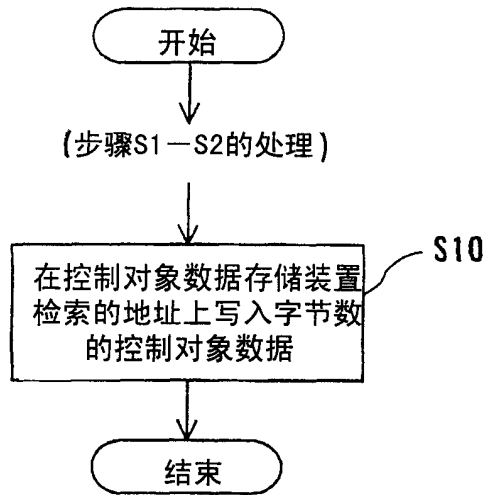 开始
(步骤S1-S2的处理)
S10
在控制对象数据存储装置
检索的地址上写入字节数
的控制对象数据
结束